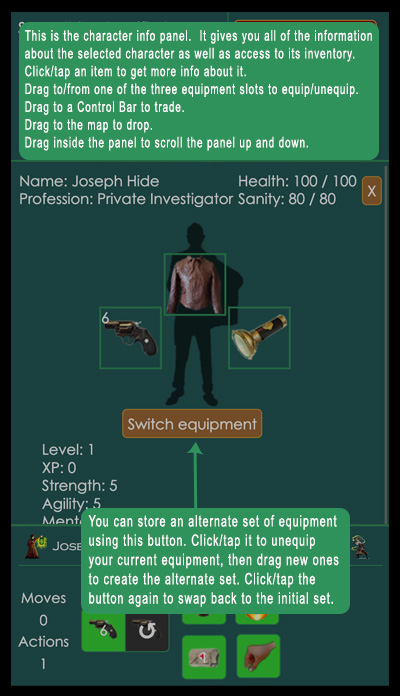 This is the character info panel. It gives you all of the information
about the selected character as well as access to its inventory.
Click/tap an item to get more info about it.
Drag to/from one of the three equipment slots to equip/unequip.
Drag to a Control Bar to trade.
Drag to the map to drop.
Drag inside the panel to scroll the panel up and down.
Name: Joseph Hide
Health: 100 / 100
Profession: Private Investigator
Sanity: 80 / 80
X
6
Switch equipment
Level: 1
XP: 0
Strength: 5
Agility: 5
You can store an alternate set of equipment
using this button. Click/tap it to unequip
your current equipment, then drag new ones
to create the alternate set. Click/tap the
button again to swap back to the initial set.
Moves
0
Actions
1
6